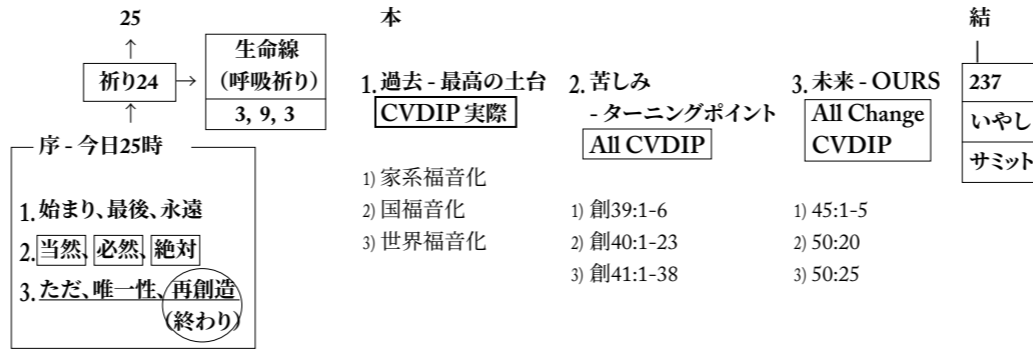 25
↑
祈り24
→
生命線
(呼吸祈り)
3, 9, 3
↑
序 - 今日25時
1. 始まり、最後、永遠
2. 当然、必然、絶対
3. ただ、唯一性、再創造
(終わり)
本
1. 過去 - 最高の土台
CVDIP 実際
1) 家系福音化
2) 国福音化
3) 世界福音化
2. 苦しみ
- ターニングポイント
All CVDIP
1) 創39:1-6
2) 創40:1-23
3) 創41:1-38
3. 未来 - OURS
All Change
CVDIP
1) 45:1-5
2) 50:20
3) 50:25
結
237
いやし
サミット